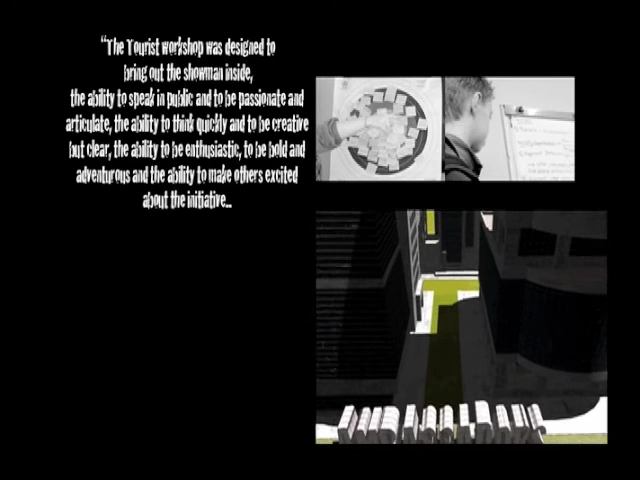 “The Tourist workshop was designed to
bring out the showman inside,
the ability to speak in public and to be passionate and
articulate, the ability to think quickly and to be creative
but clear, the ability to be enthusiastic, to be bold and
adventurous and the ability to make others excited
about the initiative...